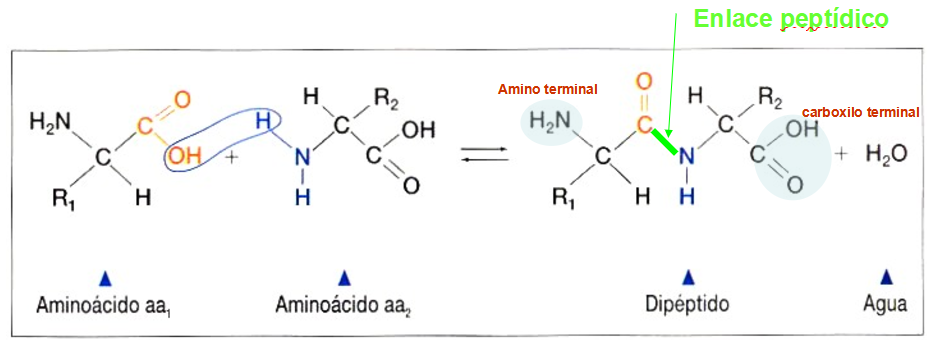 Enlace peptídico
H₂N
C
O
OH
R₁
C
H
+
H
N
H
H
C
R₂
C
OH
O
Amino terminal
H₂N
C
R₁
H
O
C
N
H
H
C
R₂
carboxilo terminal
C
OH
O
+
H₂O
Aminoácido aa₁
Aminoácido aa₂
Dipéptido
Agua